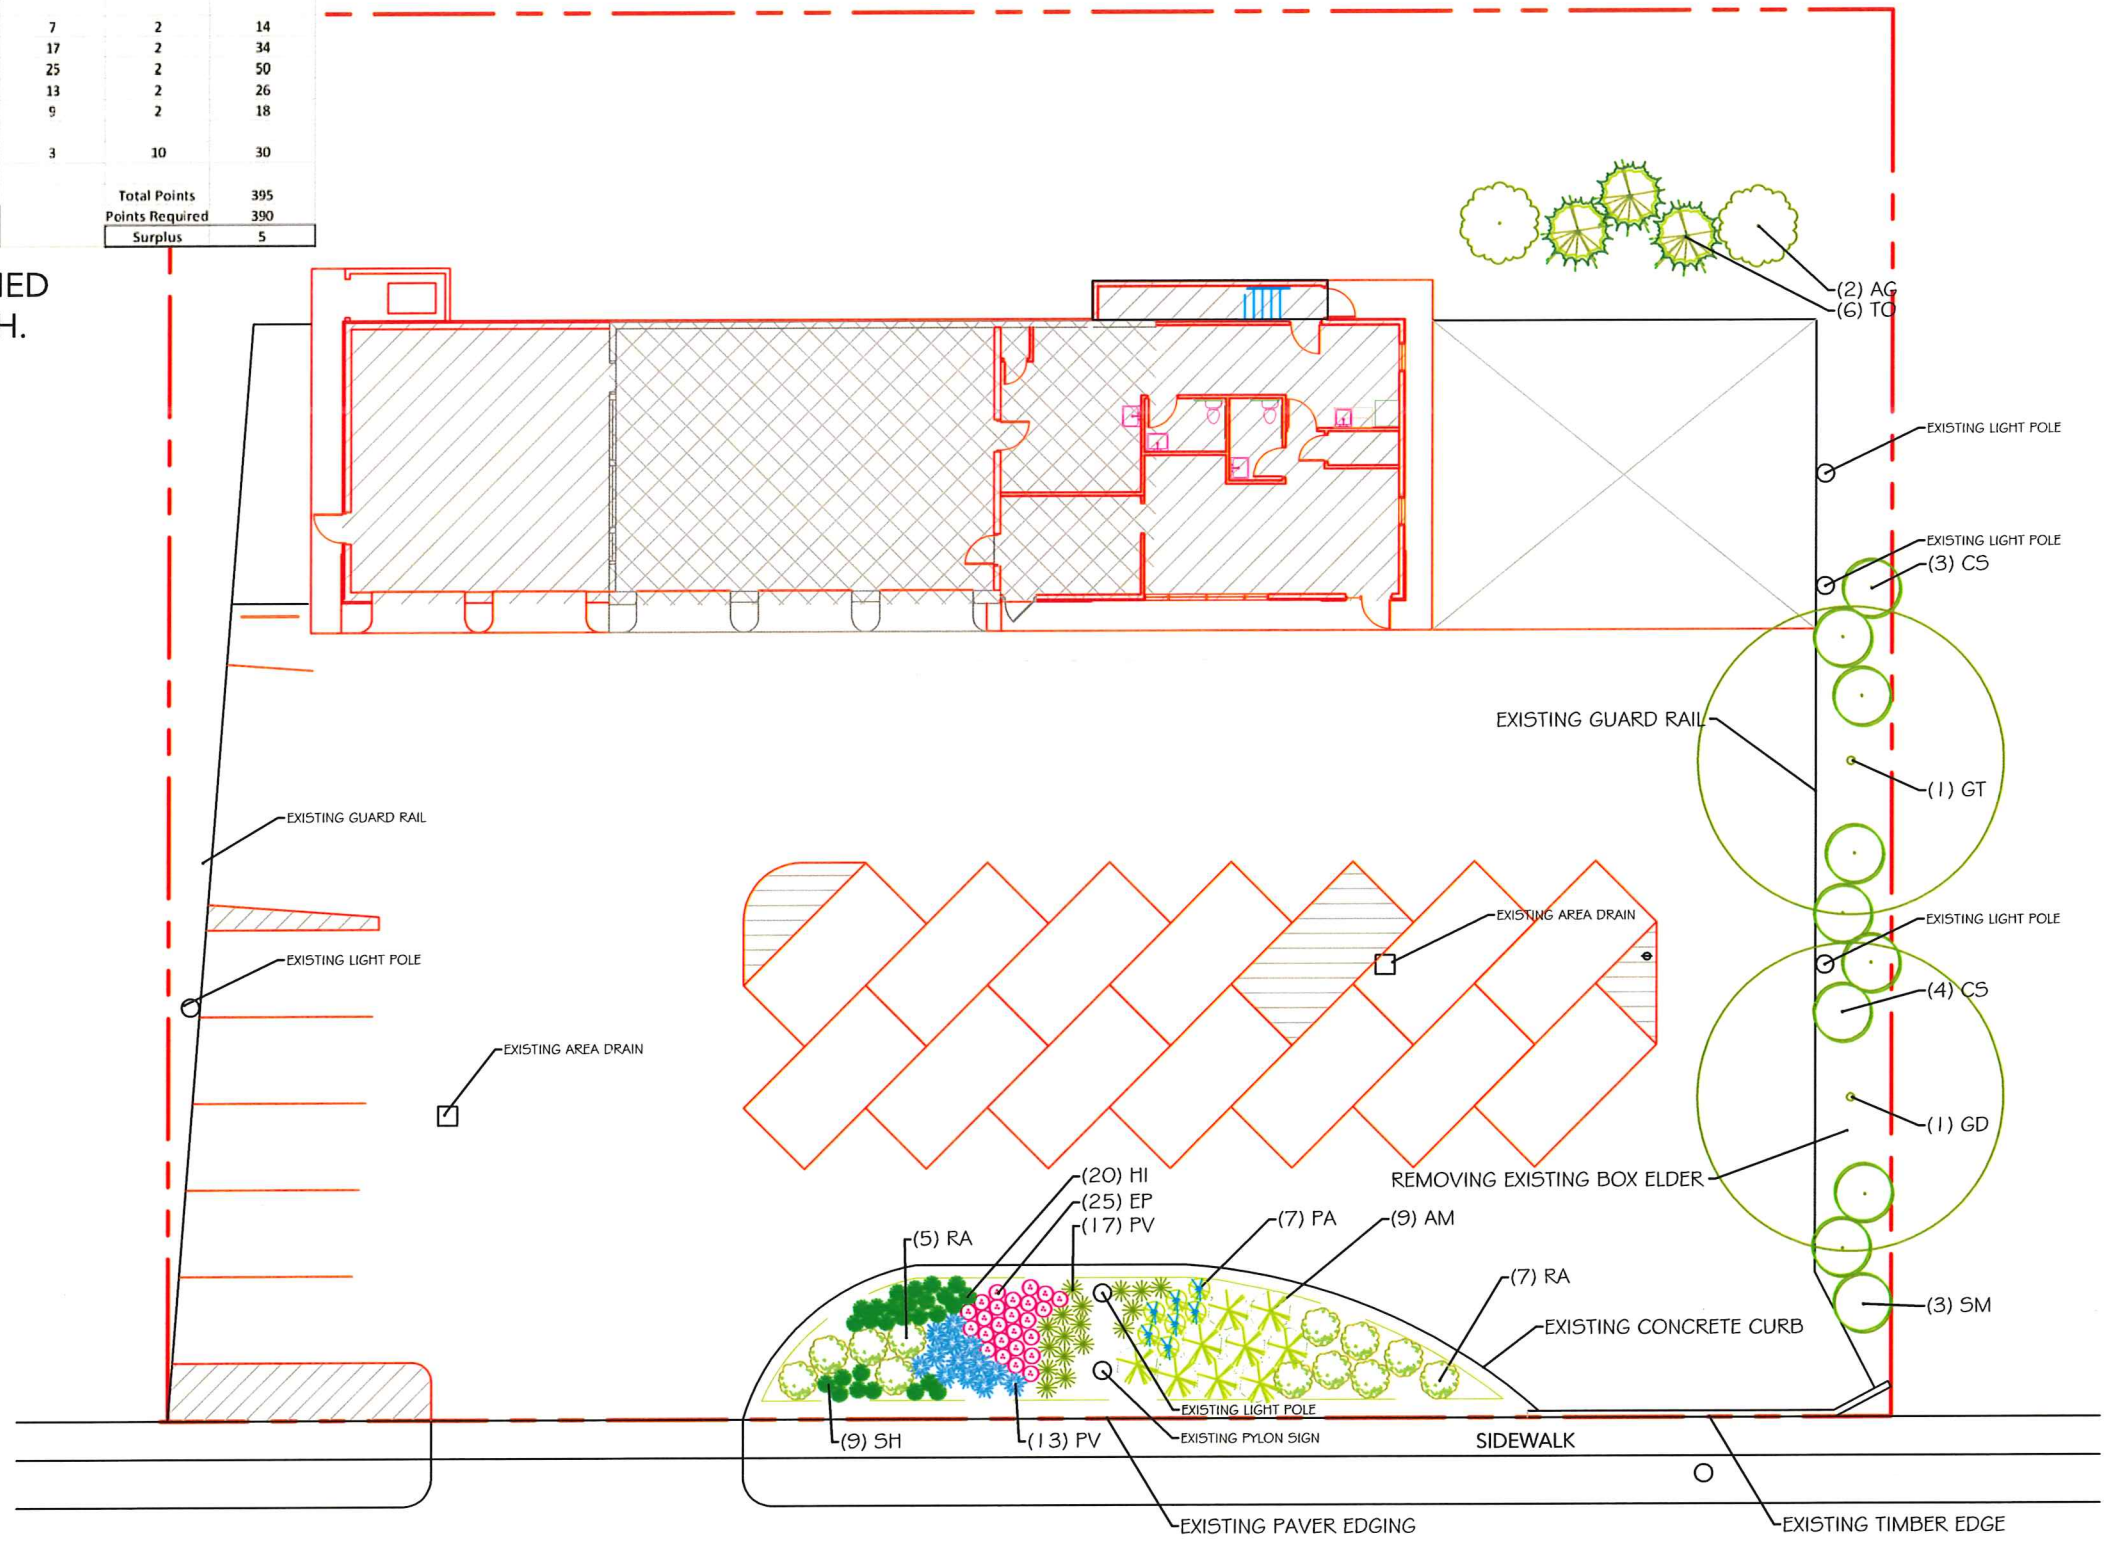 7 2 14
17 2 34
25 2 50
13 2 26
9 2 18
3 10 30
Total Points 395
Points Required 390
Surplus 5
IED
H.
(2) AG
(6) TO
EXISTING LIGHT POLE
EXISTING LIGHT POLE
(3) CS
EXISTING GUARD RAIL
(1) GT
EXISTING GUARD RAIL
EXISTING AREA DRAIN
EXISTING LIGHT POLE
EXISTING LIGHT POLE
(4) CS
EXISTING AREA DRAIN
(1) GD
REMOVING EXISTING BOX ELDER
(20) HI
(25) EP
(17) PV
(7) PA
(9) AM
(5) RA
(7) RA
(3) SM
EXISTING CONCRETE CURB
EXISTING LIGHT POLE
(9) SH
(13) PV
EXISTING PYLON SIGN
SIDEWALK
EXISTING PAVER EDGING
EXISTING TIMBER EDGE